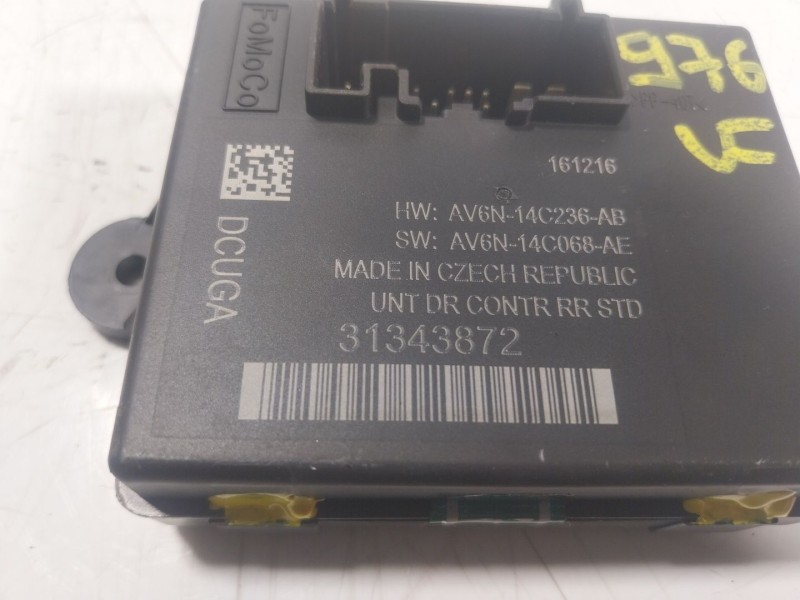 FoMoCo
976
161216
HW: AV6N-14C236-AB
SW: AV6N-14C068-AE
MADE IN CZECH REPUBLIC
UNT DR CONTR RR STD
31343872
DCUGA